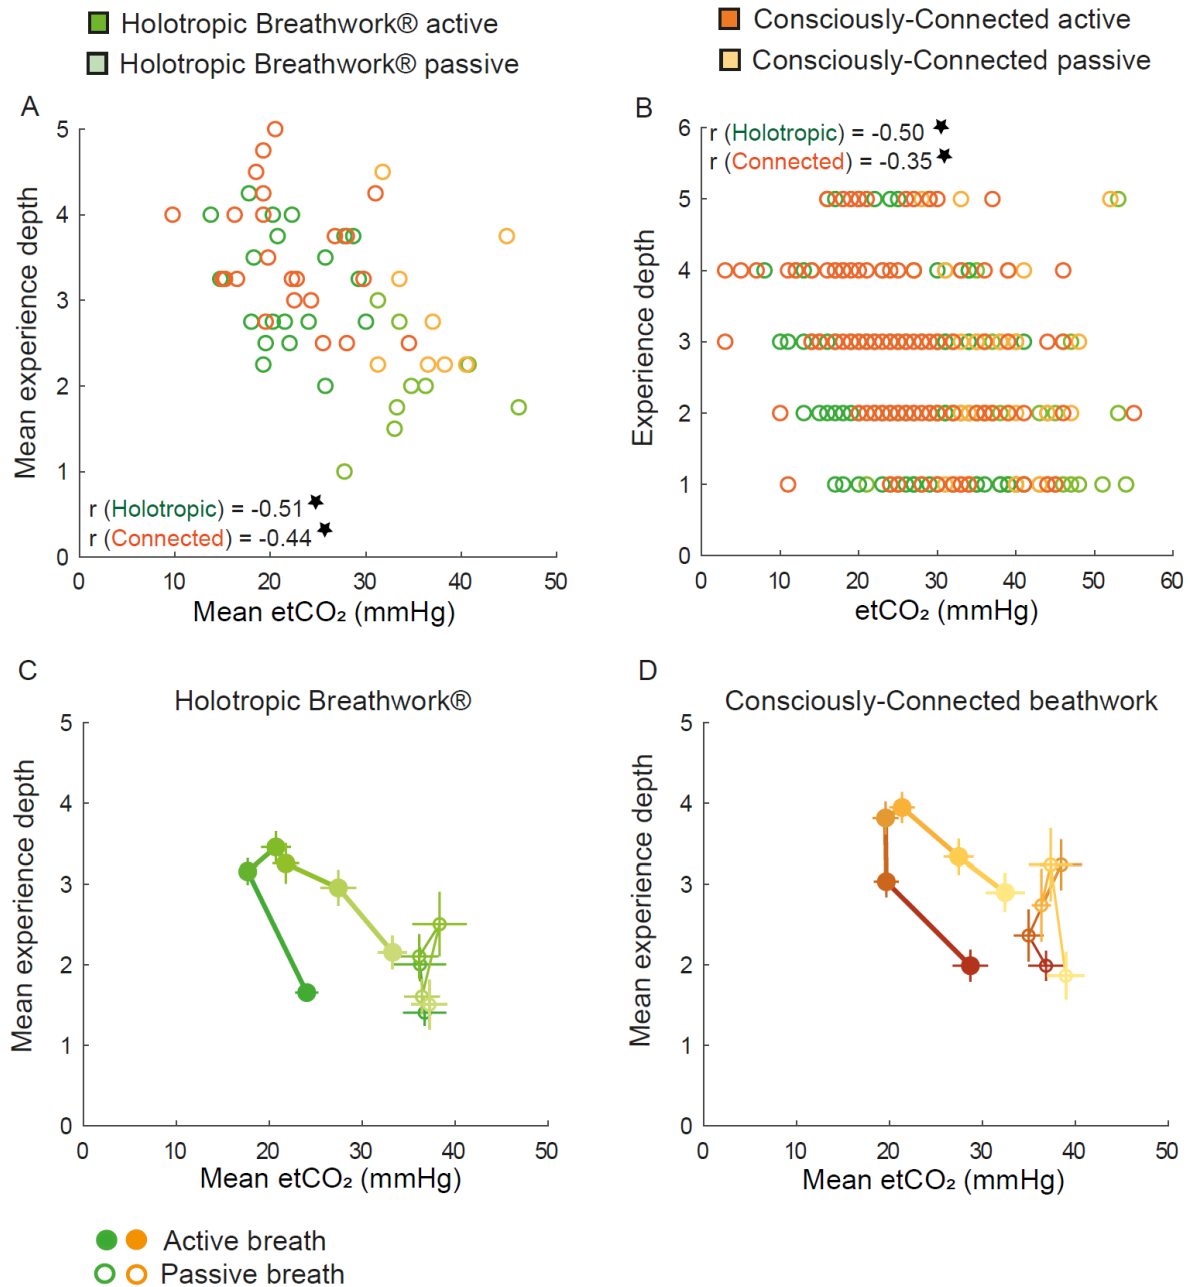 Holotropic Breathwork® active
Holotropic Breathwork® passive
Consciously-Connected active
Consciously-Connected passive
A
5
4
3
2
1
0
Mean experience depth
r (Holotropic) = -0.51 ★
r (Connected) = -0.44 ★
0 10 20 30 40 50
Mean etCO₂ (mmHg)
B
6
5
4
3
2
1
0
Experience depth
r (Holotropic) = -0.50 ★
r (Connected) = -0.35 ★
0 10 20 30 40 50 60
etCO₂ (mmHg)
C
Holotropic Breathwork®
5
4
3
2
1
0
Mean experience depth
0 10 20 30 40 50
Mean etCO₂ (mmHg)
D
Consciously-Connected beathwork
5
4
3
2
1
0
Mean experience depth
0 10 20 30 40 50
Mean etCO₂ (mmHg)
Active breath
Passive breath